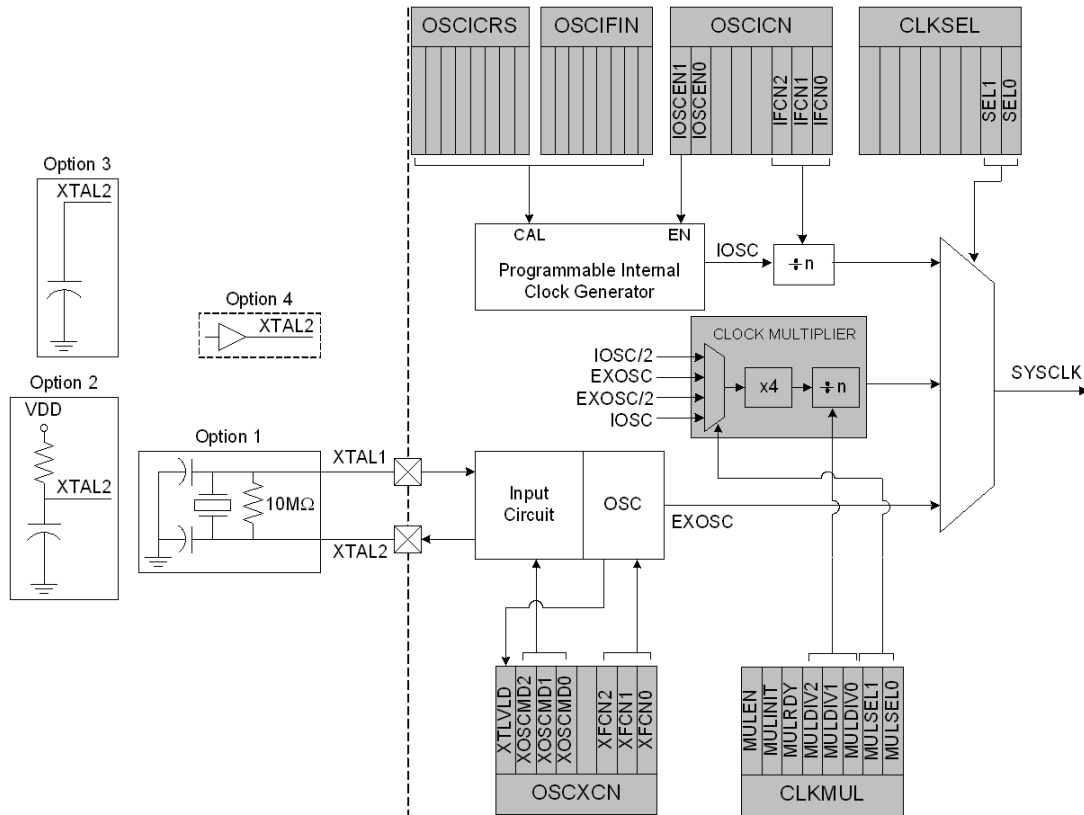 OSCICRS
OSCIFIN
OSCICN
CLKSEL
IOSCEN1
IOSCEN0
IFCN2
IFCN1
IFCN0
SEL1
SEL0
Option 3
XTAL2
CAL
EN
Programmable Internal
Clock Generator
IOSC
÷ n
Option 4
XTAL2
CLOCK MULTIPLIER
IOSC/2
EXOSC
EXOSC/2
IOSC
x4
÷ n
SYSCLK
Option 2
VDD
XTAL2
Option 1
10MΩ
XTAL1
XTAL2
Input
Circuit
OSC
EXOSC
XTLVLD
XOSCMD2
XOSCMD1
XOSCMD0
XFCN2
XFCN1
XFCN0
OSCXCN
MULEN
MULINIT
MULRDY
MULDIV2
MULDIV1
MULDIV0
MULSEL1
MULSEL0
CLKMUL